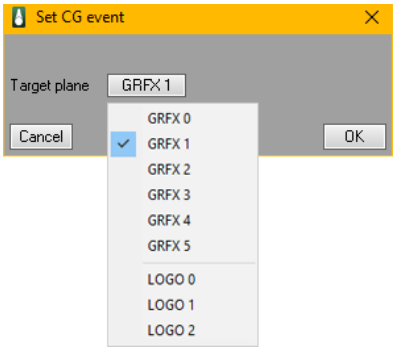 Set CG event
Target plane GRFX 1
GRFX 0
Cancel GRFX 1 OK
GRFX 2
GRFX 3
GRFX 4
GRFX 5
LOGO 0
LOGO 1
LOGO 2